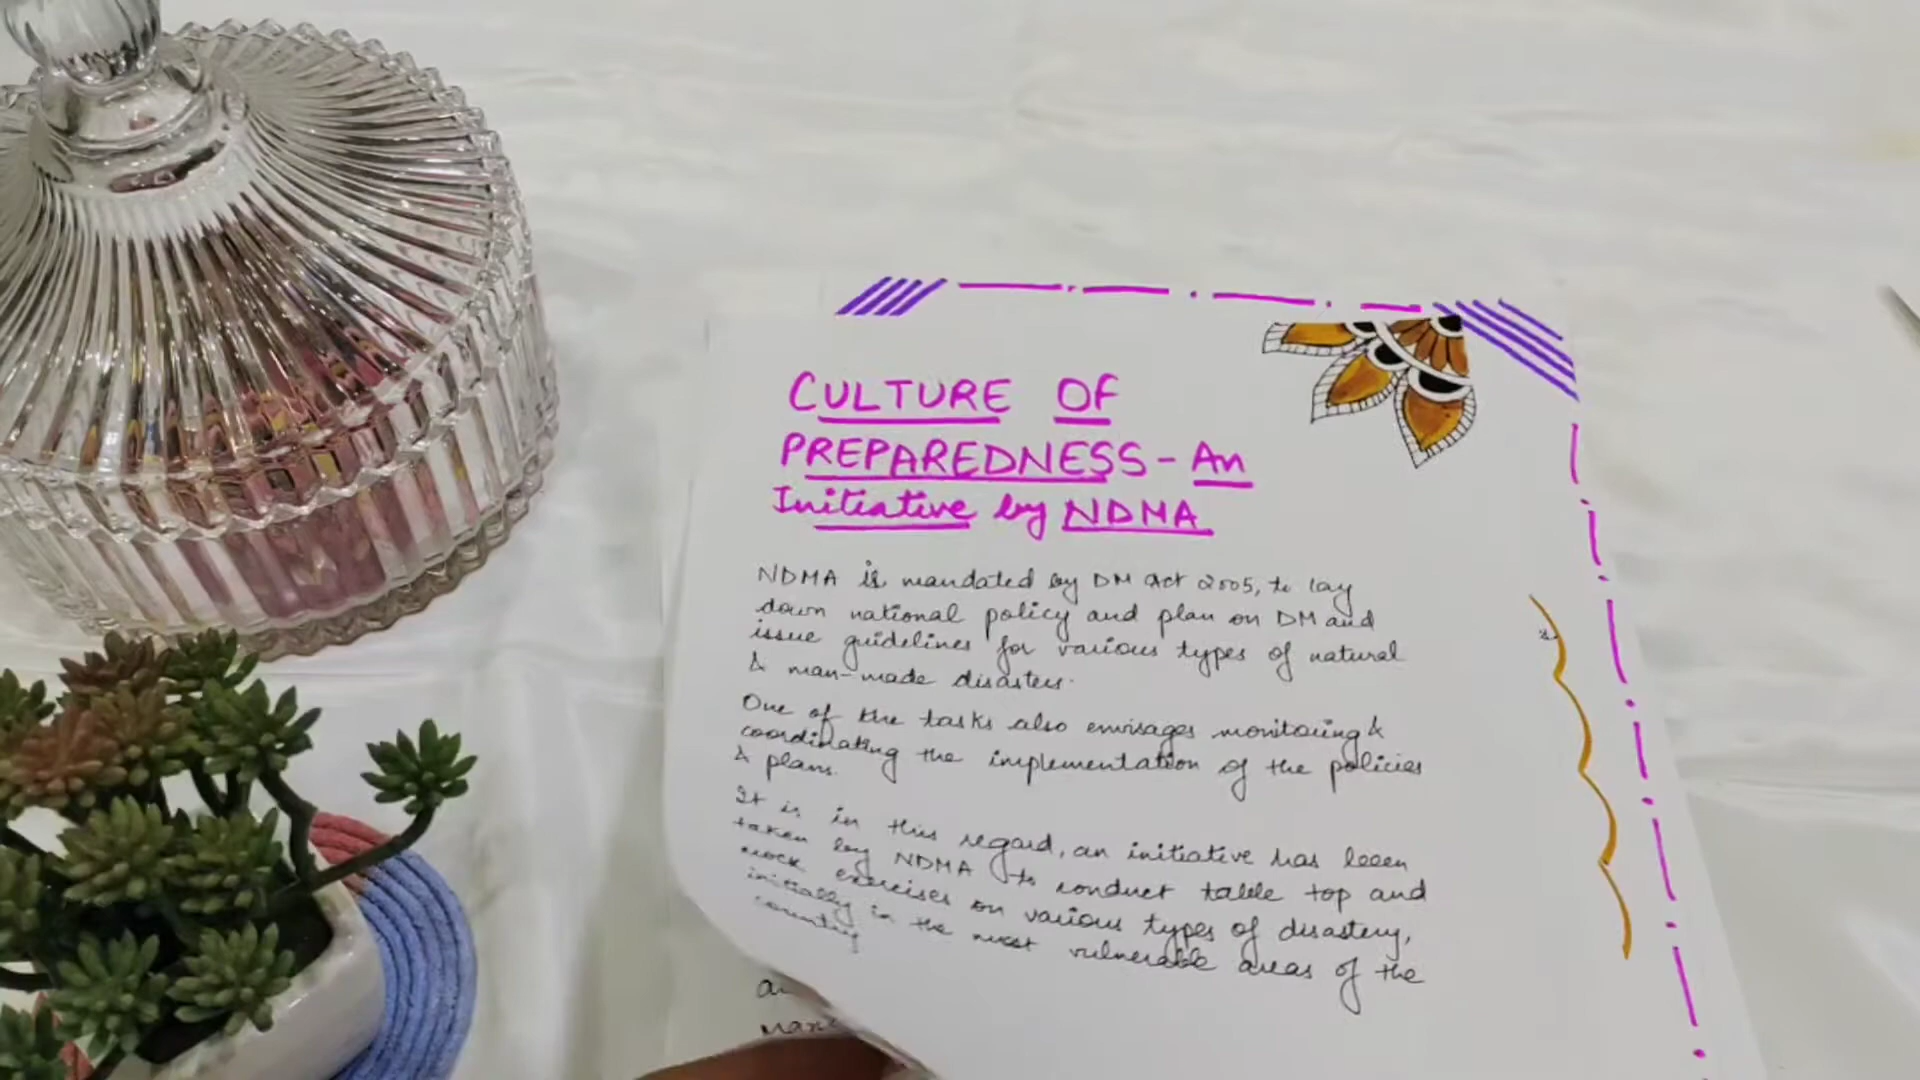 CULTURE OF
PREPAREDNESS - An
Initiative by NDMA
NDMA is mandated by DM Act 2005, to lay
down national policy and plan on DM and
issue guidelines for various types of natural
& man-made disasters.
One of the tasks also envisages monitoring &
coordinating the implementation of the policies
& plans.
It is in this regard, an initiative has been
taken by NDMA to conduct table top and
mock exercises on various types of disasters,
initially in the most vulnerable areas of the
country